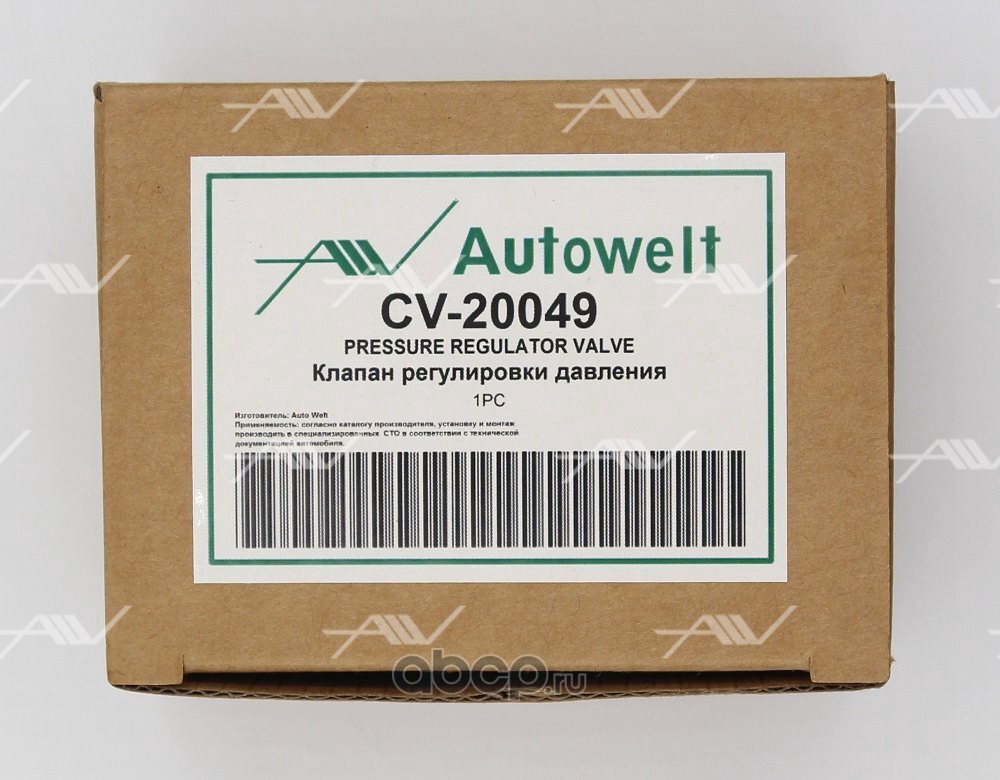 Autowelt
CV-20049
PRESSURE REGULATOR VALVE
Клапан регулировки давления
1PC
Изготовитель: Auto Welt
Применяемость: согласно каталогу производителя, установку и монтаж
производить в специализированных СТО в соответствии с технической
документацией автомобиля.
abcp.ru